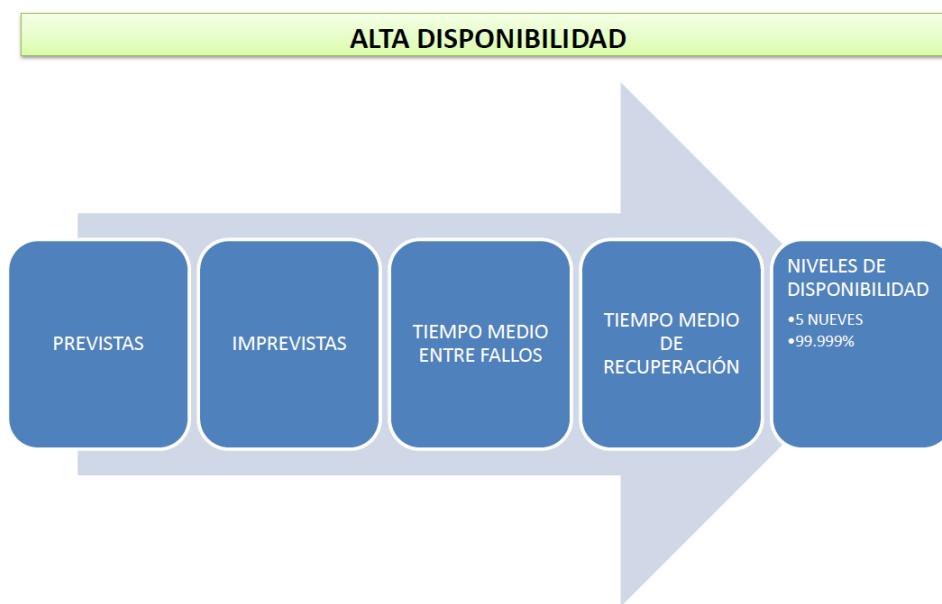 ALTA DISPONIBILIDAD
PREVISTAS
IMPREVISTAS
TIEMPO MEDIO
ENTRE FALLOS
TIEMPO MEDIO
DE
RECUPERACIÓN
NIVELES DE
DISPONIBILIDAD
•5 NUEVES
•99.999%